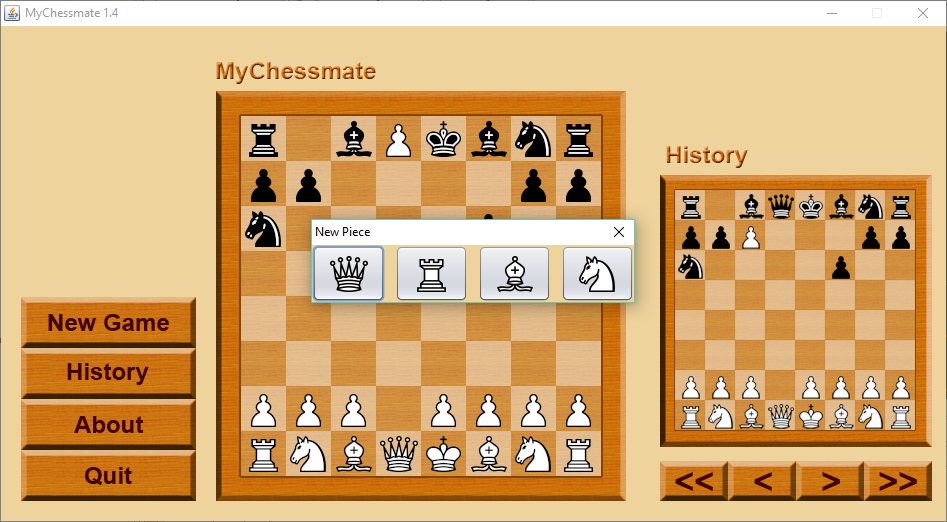 MyChessmate 1.4
MyChessmate
History
New Piece
New Game
History
About
Quit
<< < > >>